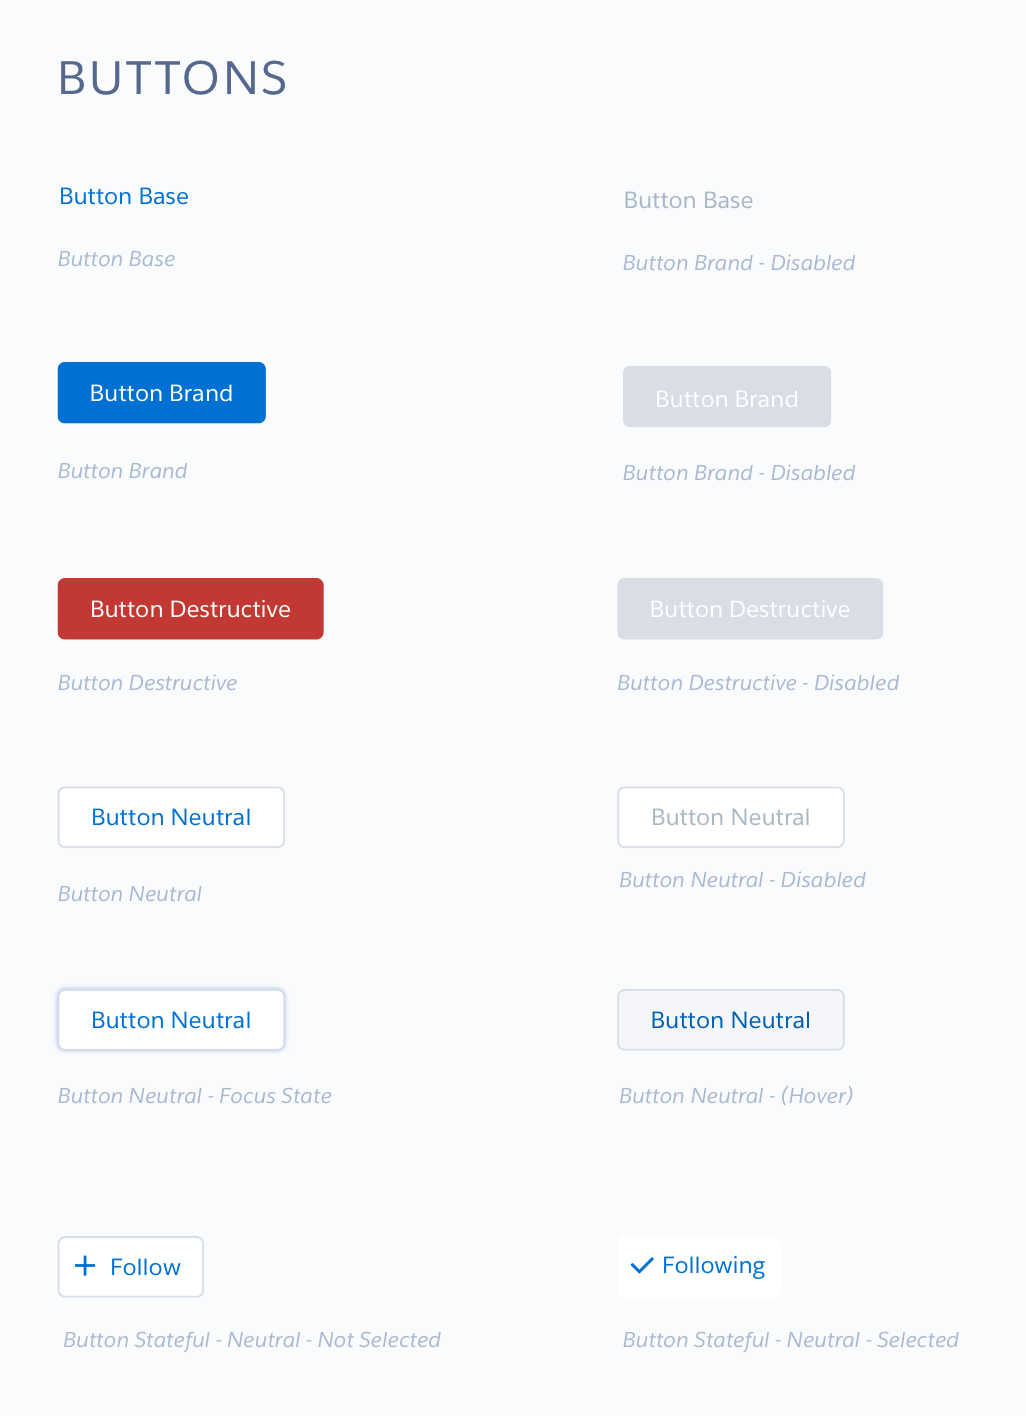 BUTTONS
Button Base
Button Base
Button Base
Button Brand - Disabled
Button Brand
Button Brand
Button Brand
Button Brand - Disabled
Button Destructive
Button Destructive
Button Destructive
Button Destructive - Disabled
Button Neutral
Button Neutral
Button Neutral
Button Neutral - Disabled
Button Neutral
Button Neutral
Button Neutral - Focus State
Button Neutral - (Hover)
Follow
Following
Button Stateful - Neutral - Not Selected
Button Stateful - Neutral - Selected